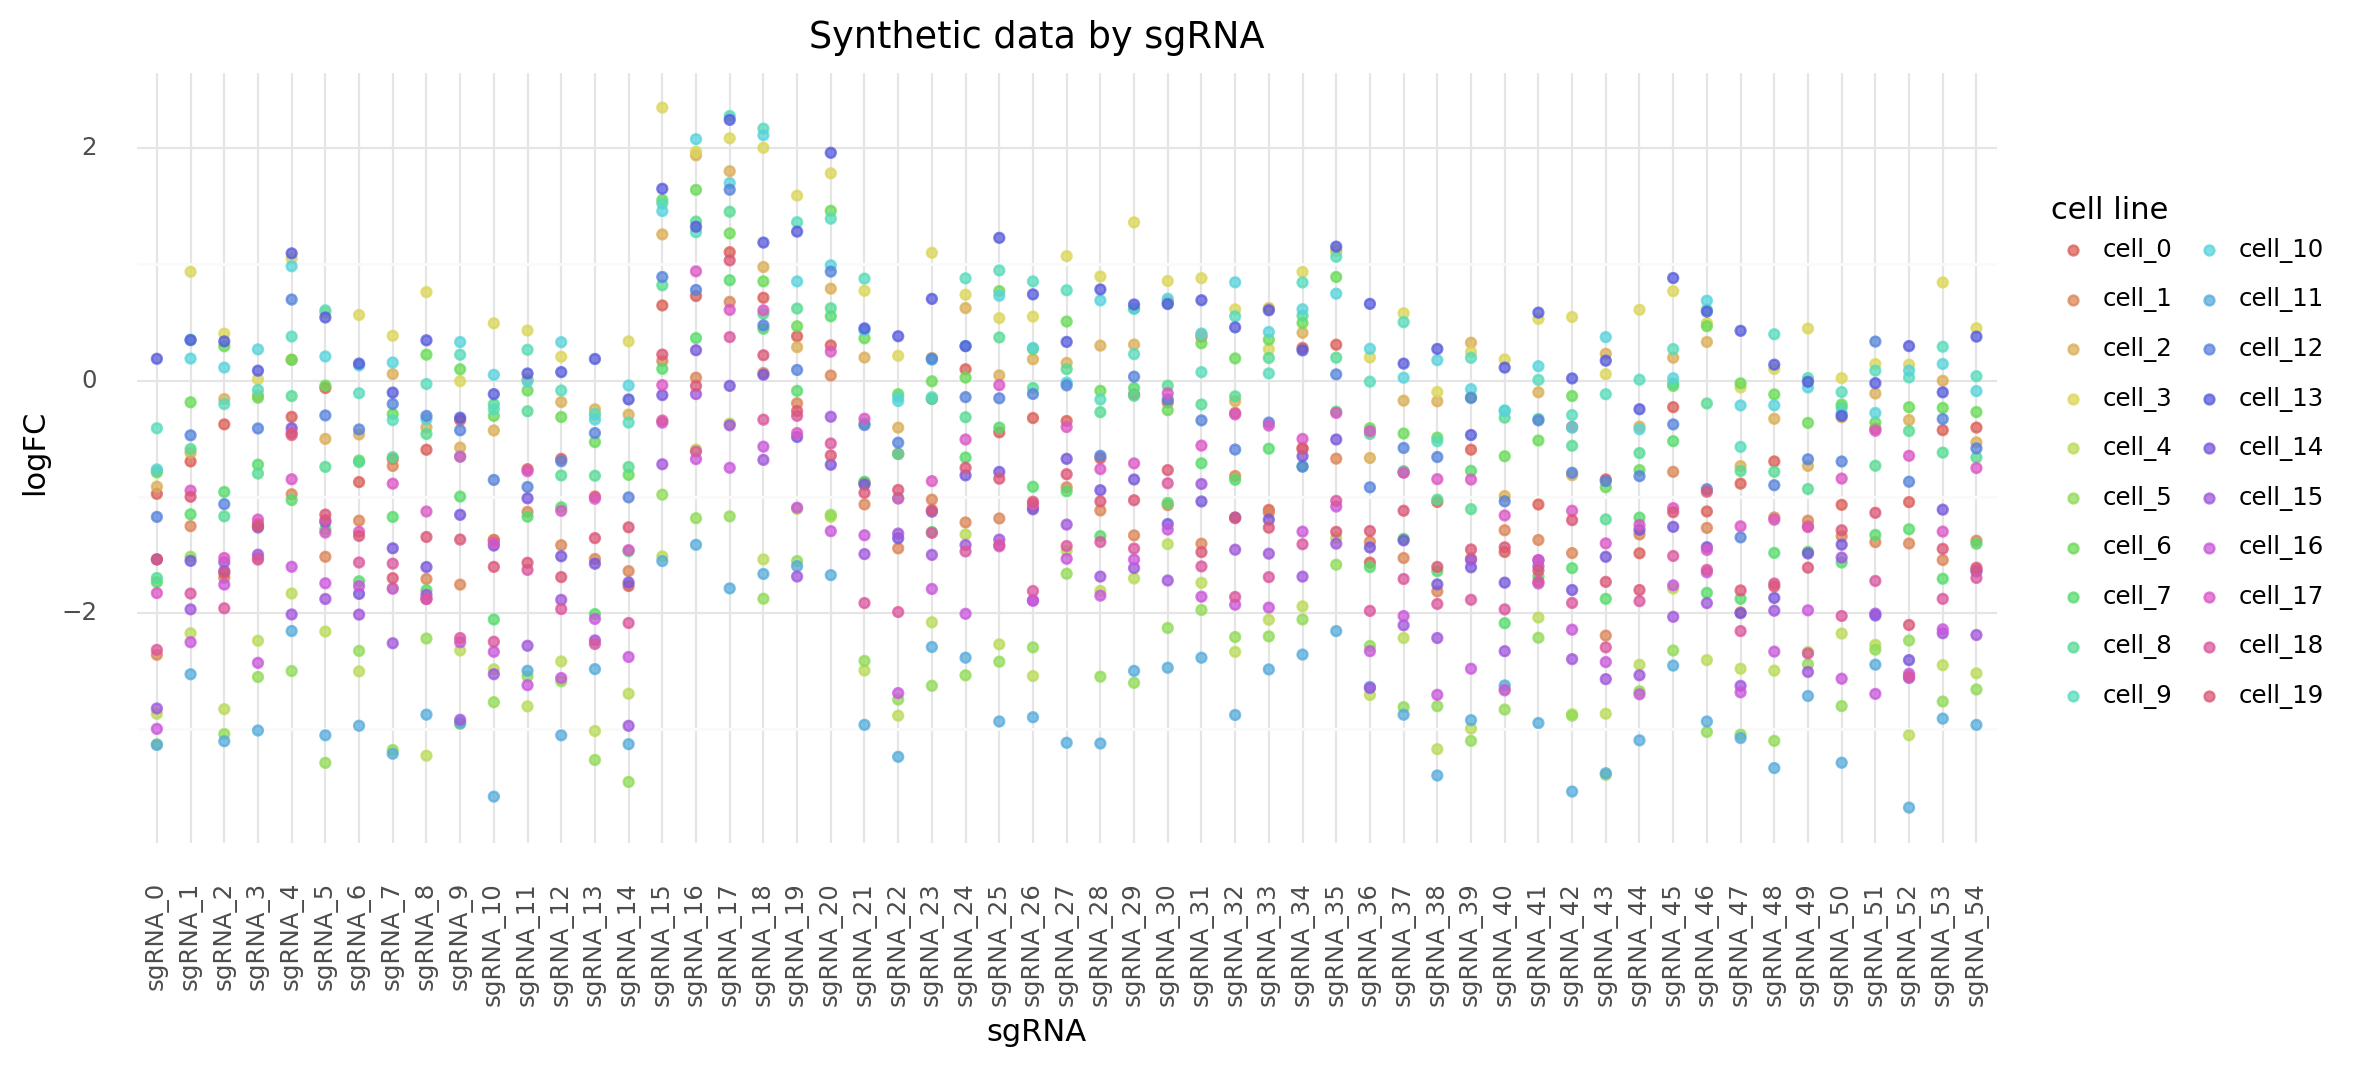 Synthetic data by sgRNA
logFC
2
0
−2
sgRNA_0
sgRNA_1
sgRNA_2
sgRNA_3
sgRNA_4
sgRNA_5
sgRNA_6
sgRNA_7
sgRNA_8
sgRNA_9
sgRNA_10
sgRNA_11
sgRNA_12
sgRNA_13
sgRNA_14
sgRNA_15
sgRNA_16
sgRNA_17
sgRNA_18
sgRNA_19
sgRNA_20
sgRNA_21
sgRNA_22
sgRNA_23
sgRNA_24
sgRNA_25
sgRNA_26
sgRNA_27
sgRNA_28
sgRNA_29
sgRNA_30
sgRNA_31
sgRNA_32
sgRNA_33
sgRNA_34
sgRNA_35
sgRNA_36
sgRNA_37
sgRNA_38
sgRNA_39
sgRNA_40
sgRNA_41
sgRNA_42
sgRNA_43
sgRNA_44
sgRNA_45
sgRNA_46
sgRNA_47
sgRNA_48
sgRNA_49
sgRNA_50
sgRNA_51
sgRNA_52
sgRNA_53
sgRNA_54
sgRNA
cell line
cell_0
cell_1
cell_2
cell_3
cell_4
cell_5
cell_6
cell_7
cell_8
cell_9
cell_10
cell_11
cell_12
cell_13
cell_14
cell_15
cell_16
cell_17
cell_18
cell_19